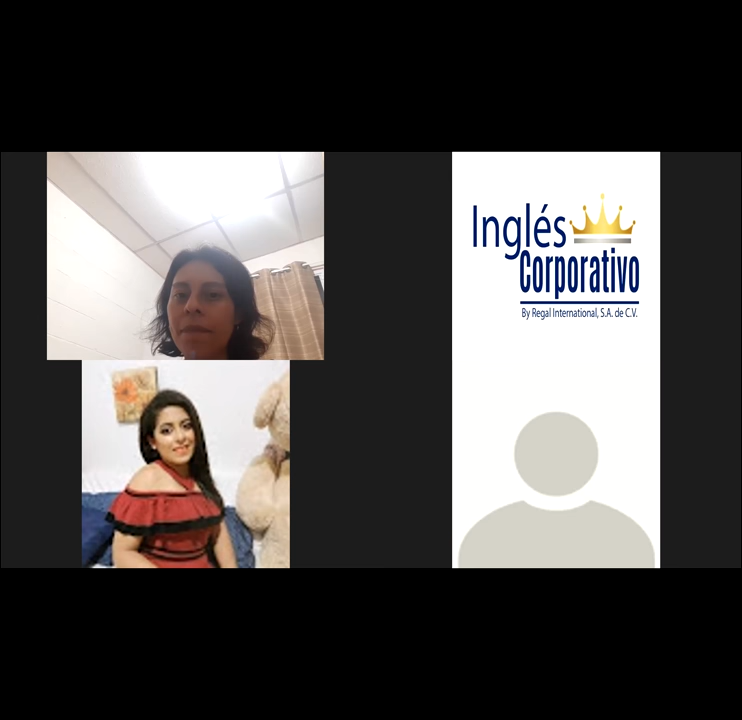 Inglés
Corporativo
By Regal International, S.A. de C.V.